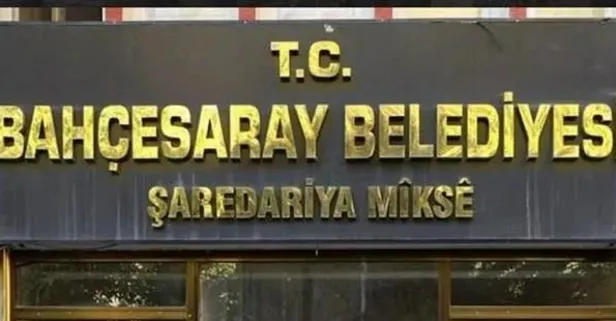 T.C.
BAHÇESARAY BELEDİYES
ŞAREDARIYA MÎKSÊ